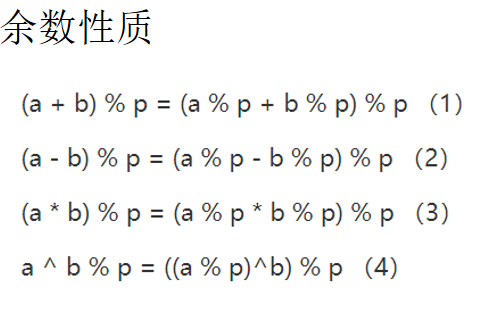 余数性质
(a + b) % p = (a % p + b % p) % p （1）
(a - b) % p = (a % p - b % p) % p （2）
(a * b) % p = (a % p * b % p) % p （3）
a ^ b % p = ((a % p)^b) % p （4）